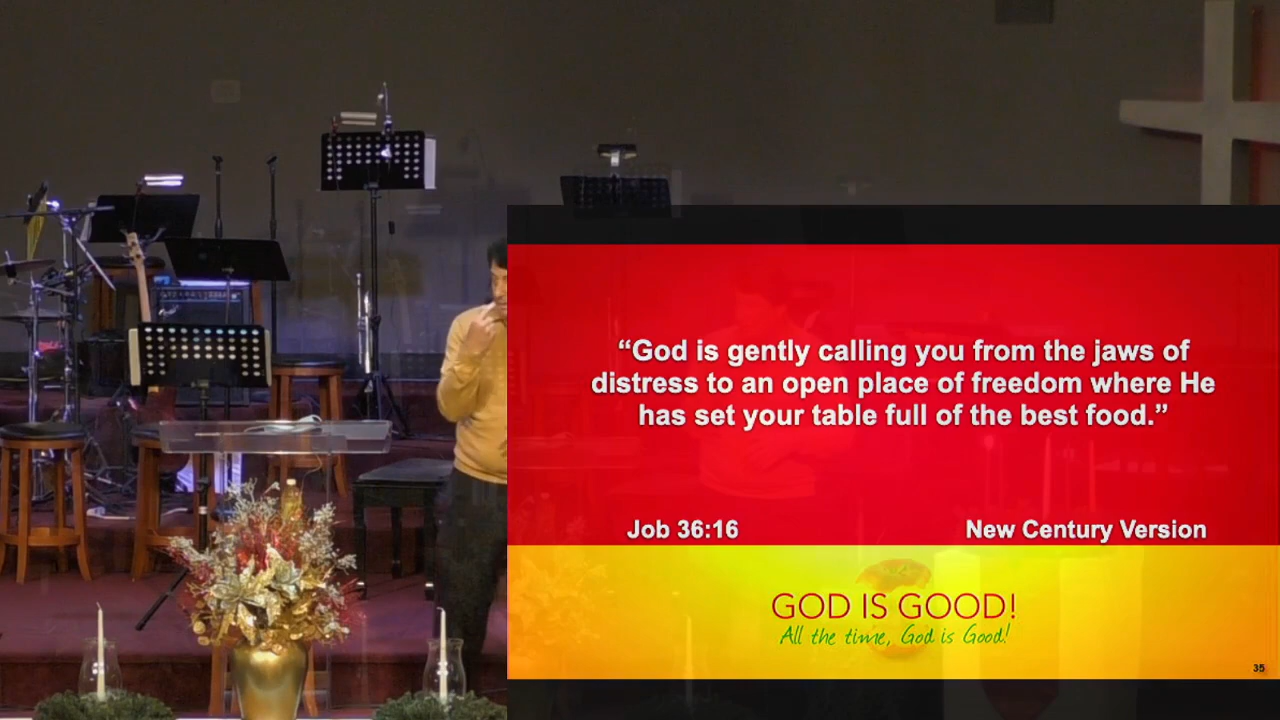 “God is gently calling you from the jaws of
distress to an open place of freedom where He
has set your table full of the best food.”
Job 36:16 New Century Version
GOD IS GOOD!
All the time, God is Good!
35